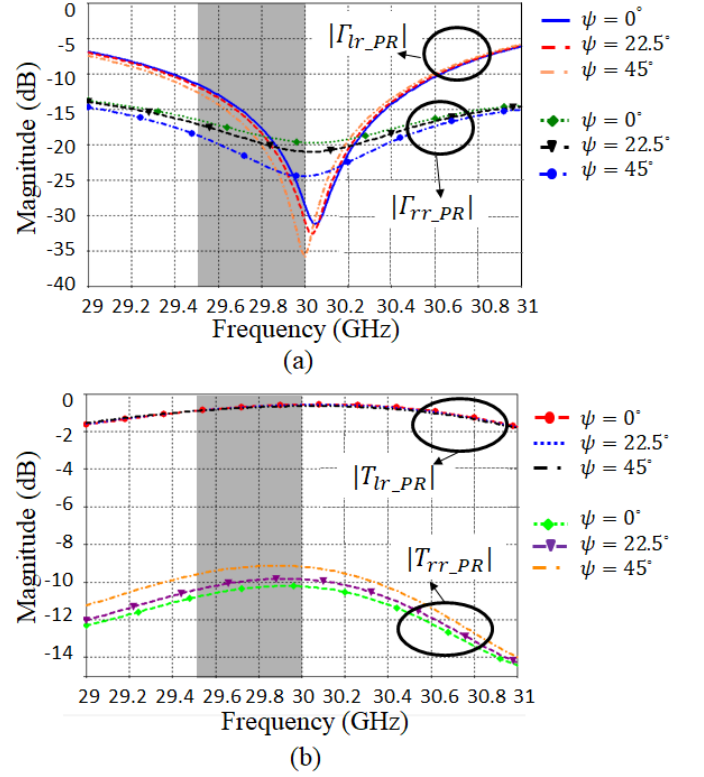 0
-5
-10
-15
-20
-25
-30
-35
-40
Magnitude (dB)
|Γlr_PR|
|Γrr_PR|
ψ = 0°
ψ = 22.5°
ψ = 45°
ψ = 0°
ψ = 22.5°
ψ = 45°
29 29.2 29.4 29.6 29.8 30 30.2 30.4 30.6 30.8 31
Frequency (GHz)
(a)
0
-2
-4
-6
-8
-10
-12
-14
Magnitude (dB)
|Tlr_PR|
|Trr_PR|
ψ = 0°
ψ = 22.5°
ψ = 45°
ψ = 0°
ψ = 22.5°
ψ = 45°
29 29.2 29.4 29.6 29.8 30 30.2 30.4 30.6 30.8 31
Frequency (GHz)
(b)